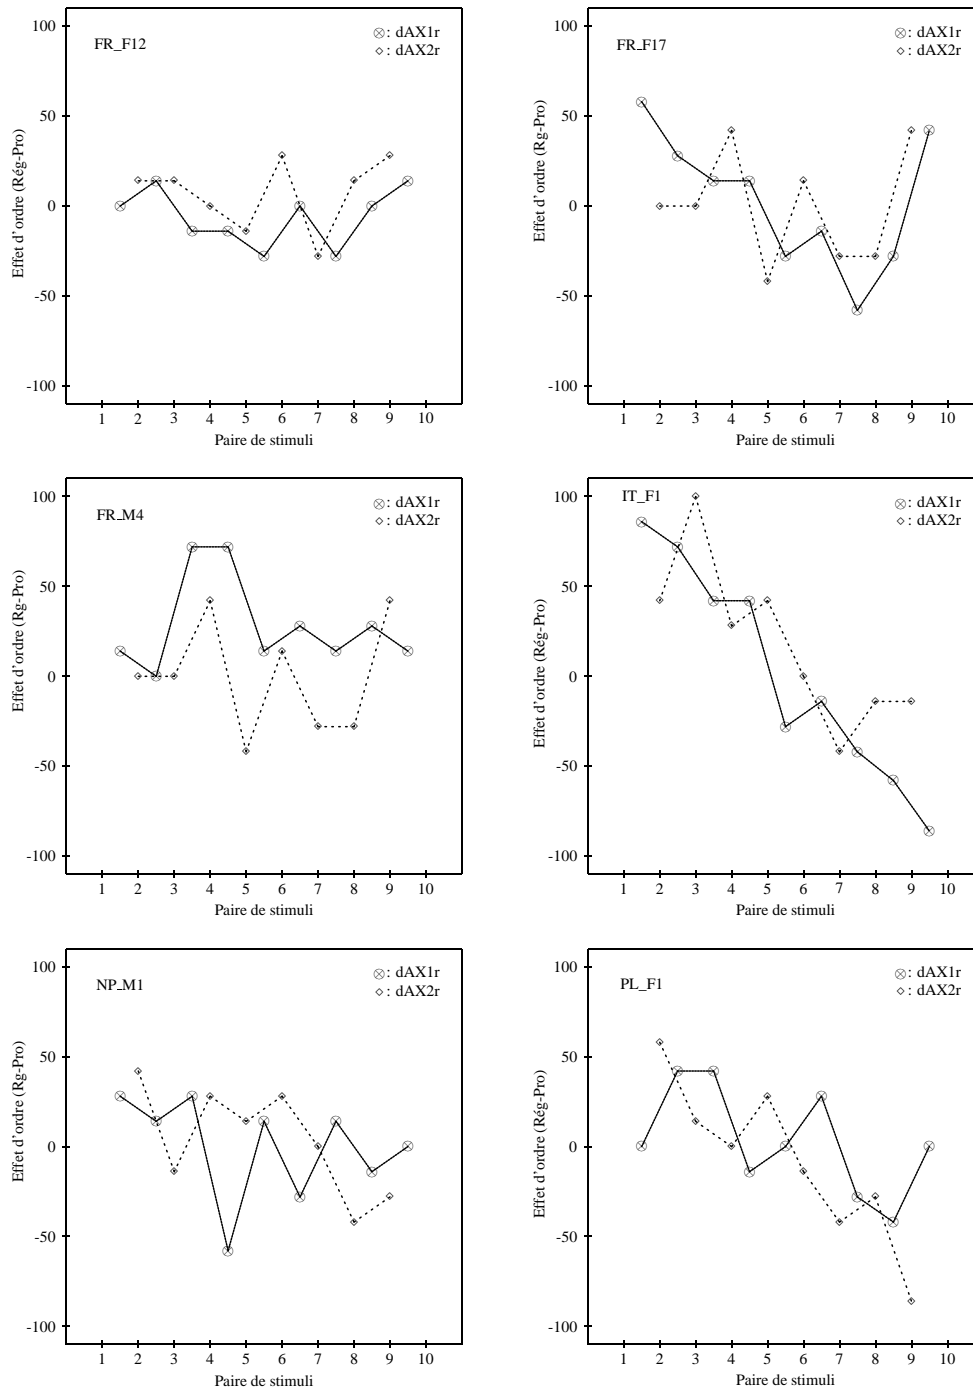 FR_F12
⊗: dAX1r
◇: dAX2r
100
50
0
-50
-100
Effet d'ordre (Rég-Pro)
1 2 3 4 5 6 7 8 9 10
Paire de stimuli
FR_F17
⊗: dAX1r
◇: dAX2r
100
50
0
-50
-100
Effet d'ordre (Rg-Pro)
1 2 3 4 5 6 7 8 9 10
Paire de stimuli
FR_M4
⊗: dAX1r
◇: dAX2r
100
50
0
-50
-100
Effet d'ordre (Rg-Pro)
1 2 3 4 5 6 7 8 9 10
Paire de stimuli
IT_F1
⊗: dAX1r
◇: dAX2r
100
50
0
-50
-100
Effet d'ordre (Rég-Pro)
1 2 3 4 5 6 7 8 9 10
Paire de stimuli
NP_M1
⊗: dAX1r
◇: dAX2r
100
50
0
-50
-100
Effet d'ordre (Rg-Pro)
1 2 3 4 5 6 7 8 9 10
Paire de stimuli
PL_F1
⊗: dAX1r
◇: dAX2r
100
50
0
-50
-100
Effet d'ordre (Rég-Pro)
1 2 3 4 5 6 7 8 9 10
Paire de stimuli